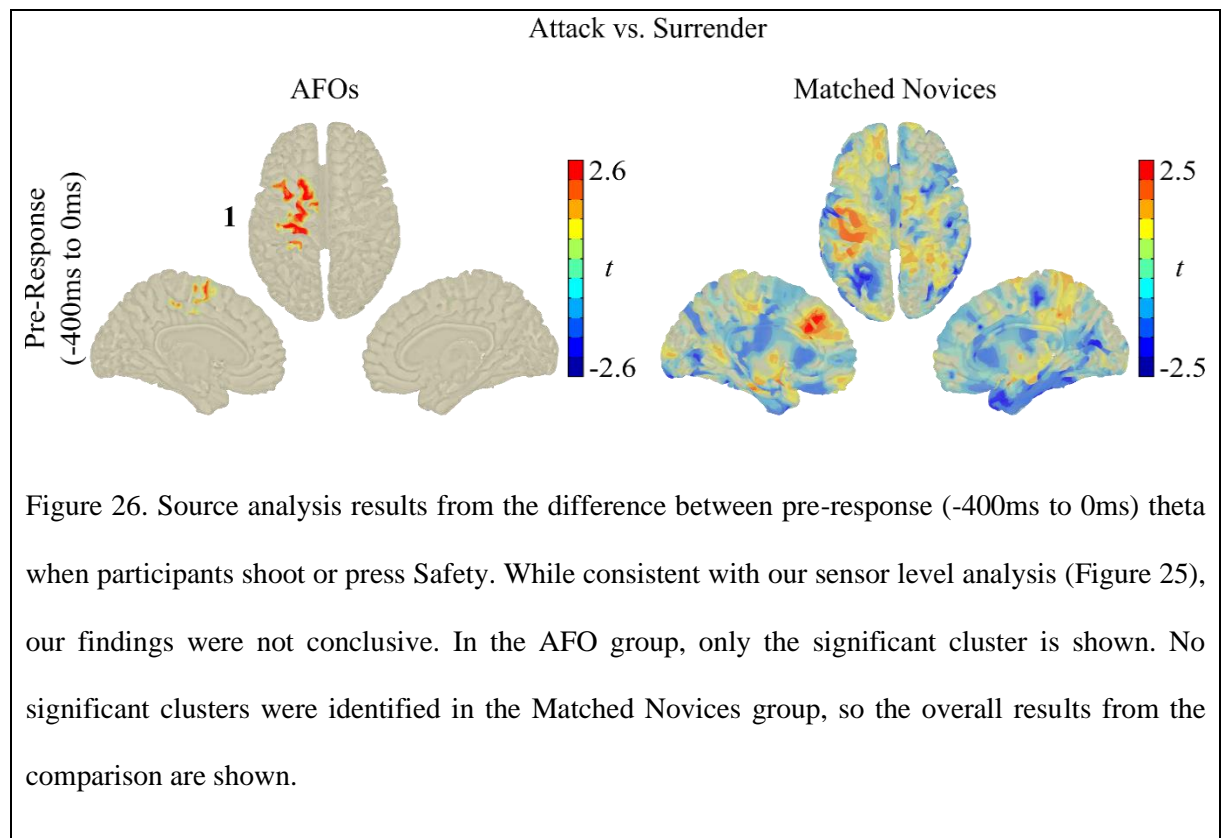 Attack vs. Surrender
AFOs
Matched Novices
Pre-Response
(-400ms to 0ms)
1
2.6
t
-2.6
2.5
t
-2.5
Figure 26. Source analysis results from the difference between pre-response (-400ms to 0ms) theta
when participants shoot or press Safety. While consistent with our sensor level analysis (Figure 25),
our findings were not conclusive. In the AFO group, only the significant cluster is shown. No
significant clusters were identified in the Matched Novices group, so the overall results from the
comparison are shown.